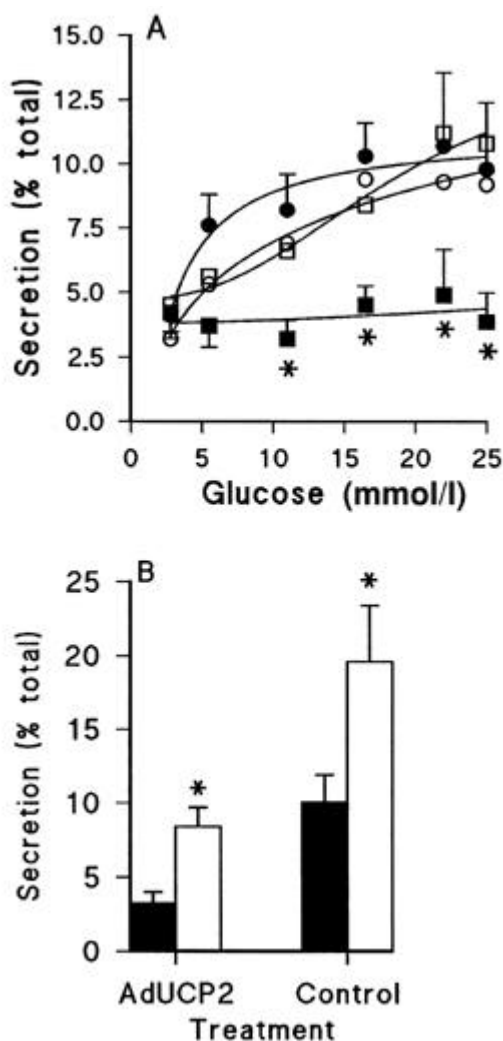 A
15.0
12.5
10.0
7.5
5.0
2.5
0.0
Secretion (% total)
* * * *
0 5 10 15 20 25
Glucose (mmol/l)
B
25
20
15
10
5
0
Secretion (% total)
*
*
AdUCP2 Control
Treatment